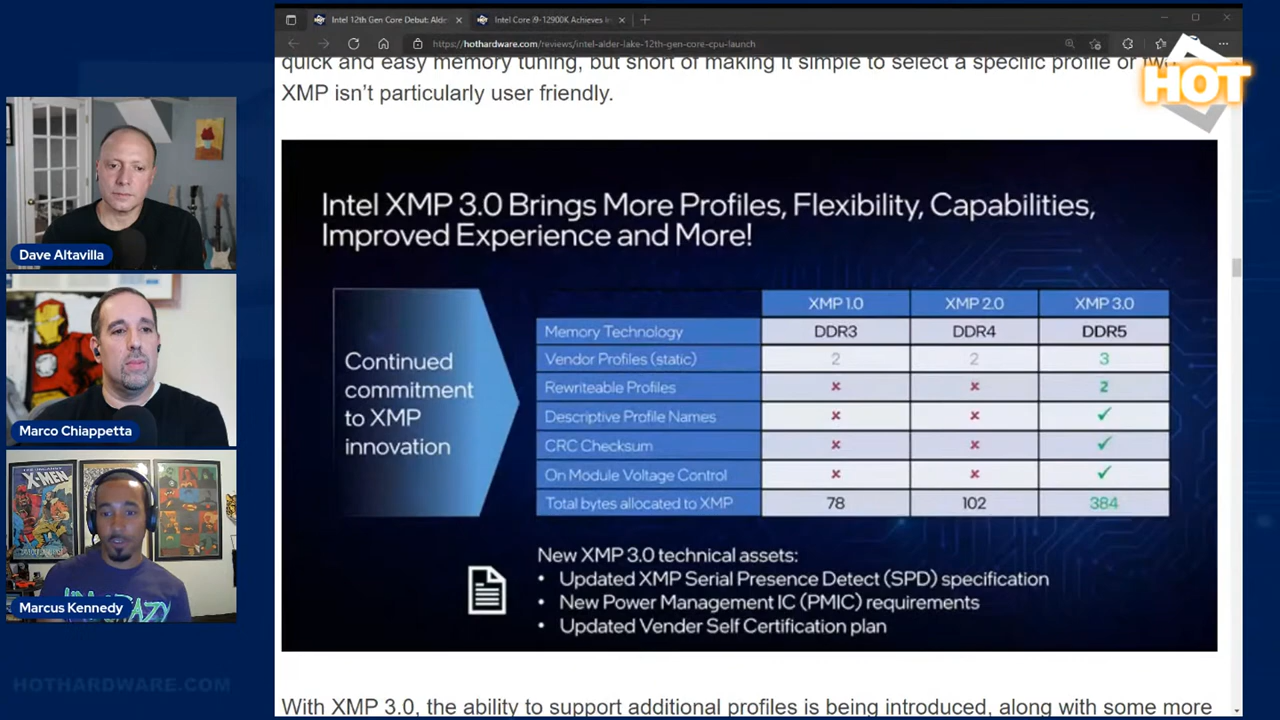 Intel 12th Gen Core Debut: Alde
Intel Core i9-12900K Achieves
https://hothardware.com/reviews/intel-alder-lake-12th-gen-core-cpu-launch
HOT
quick and easy memory tuning, but short of making it simple to select a specific profile or
XMP isn't particularly user friendly.
Intel XMP 3.0 Brings More Profiles, Flexibility, Capabilities,
Improved Experience and More!
Continued
commitment
to XMP
innovation
XMP 1.0 XMP 2.0 XMP 3.0
Memory Technology DDR3 DDR4 DDR5
Vendor Profiles (static) 2 2 3
Rewriteable Profiles × × 2
Descriptive Profile Names × × ✓
CRC Checksum × × ✓
On Module Voltage Control × × ✓
Total bytes allocated to XMP 78 102 384
New XMP 3.0 technical assets:
• Updated XMP Serial Presence Detect (SPD) specification
• New Power Management IC (PMIC) requirements
• Updated Vender Self Certification plan
With XMP 3.0, the ability to support additional profiles is being introduced, along with some more
Dave Altavilla
Marco Chiappetta
X-MEN
Marcus Kennedy
HOTHARDWARE.COM